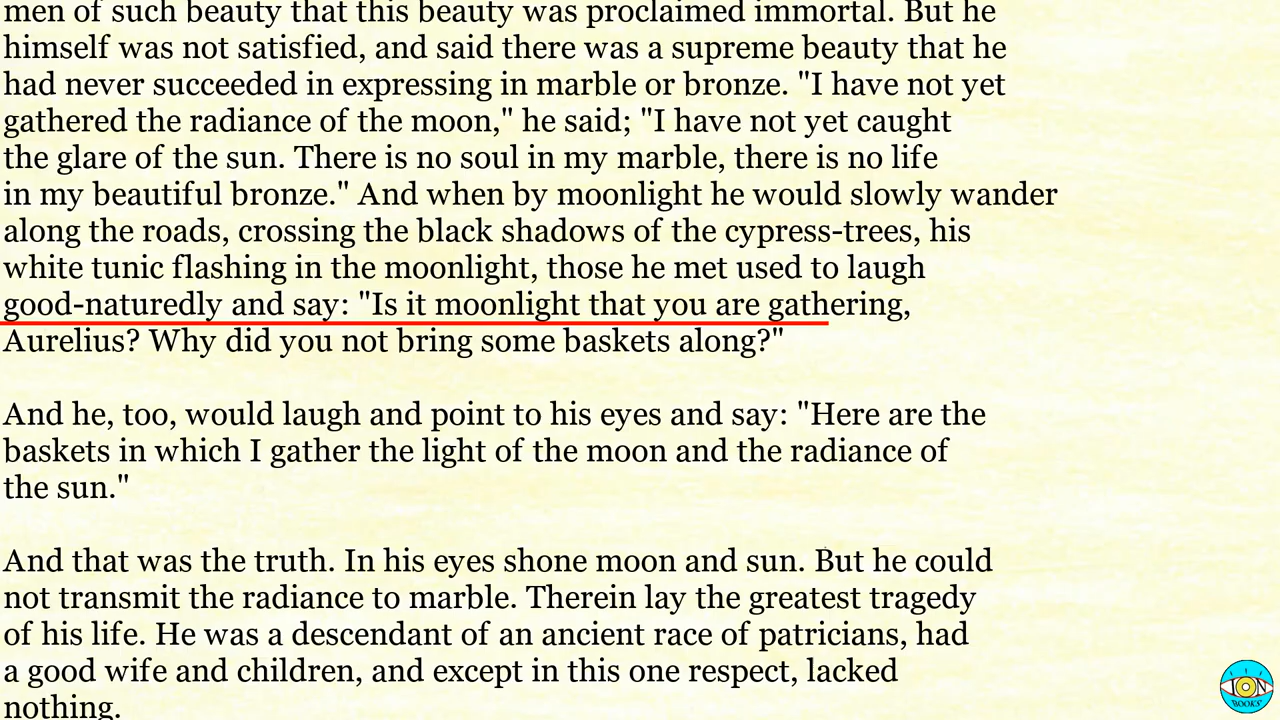 men of such beauty that this beauty was proclaimed immortal. But he
himself was not satisfied, and said there was a supreme beauty that he
had never succeeded in expressing in marble or bronze. "I have not yet
gathered the radiance of the moon," he said; "I have not yet caught
the glare of the sun. There is no soul in my marble, there is no life
in my beautiful bronze." And when by moonlight he would slowly wander
along the roads, crossing the black shadows of the cypress-trees, his
white tunic flashing in the moonlight, those he met used to laugh
good-naturedly and say: "Is it moonlight that you are gathering,
Aurelius? Why did you not bring some baskets along?"
And he, too, would laugh and point to his eyes and say: "Here are the
baskets in which I gather the light of the moon and the radiance of
the sun."
And that was the truth. In his eyes shone moon and sun. But he could
not transmit the radiance to marble. Therein lay the greatest tragedy
of his life. He was a descendant of an ancient race of patricians, had
a good wife and children, and except in this one respect, lacked
nothing.
ION
BOOKS